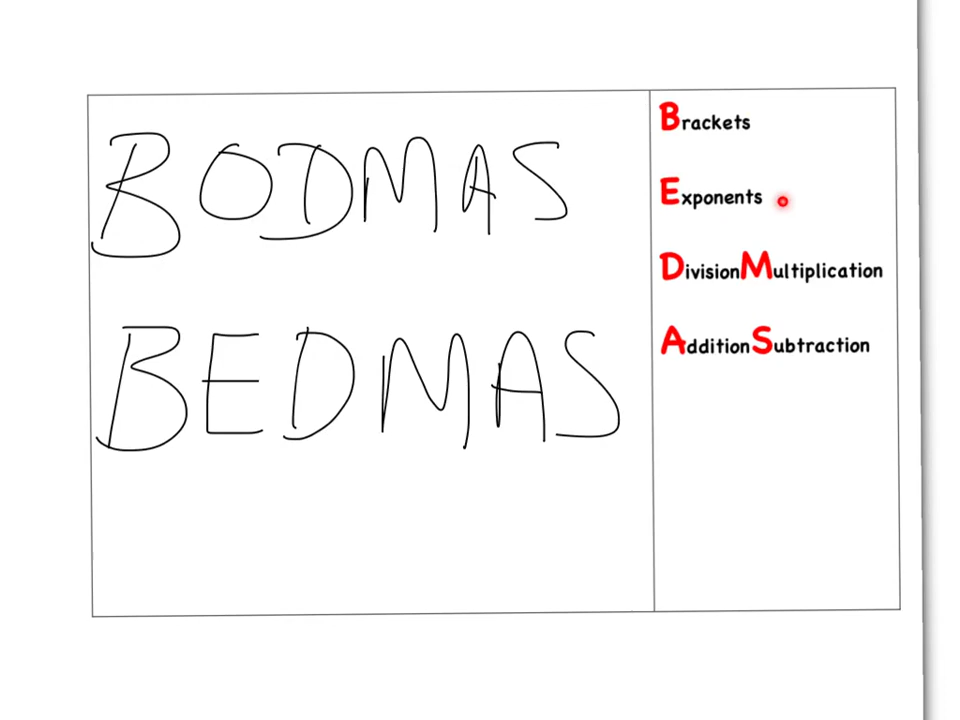 BODMAS
BEDMAS
Brackets
Exponents
DivisionMultiplication
AdditionSubtraction